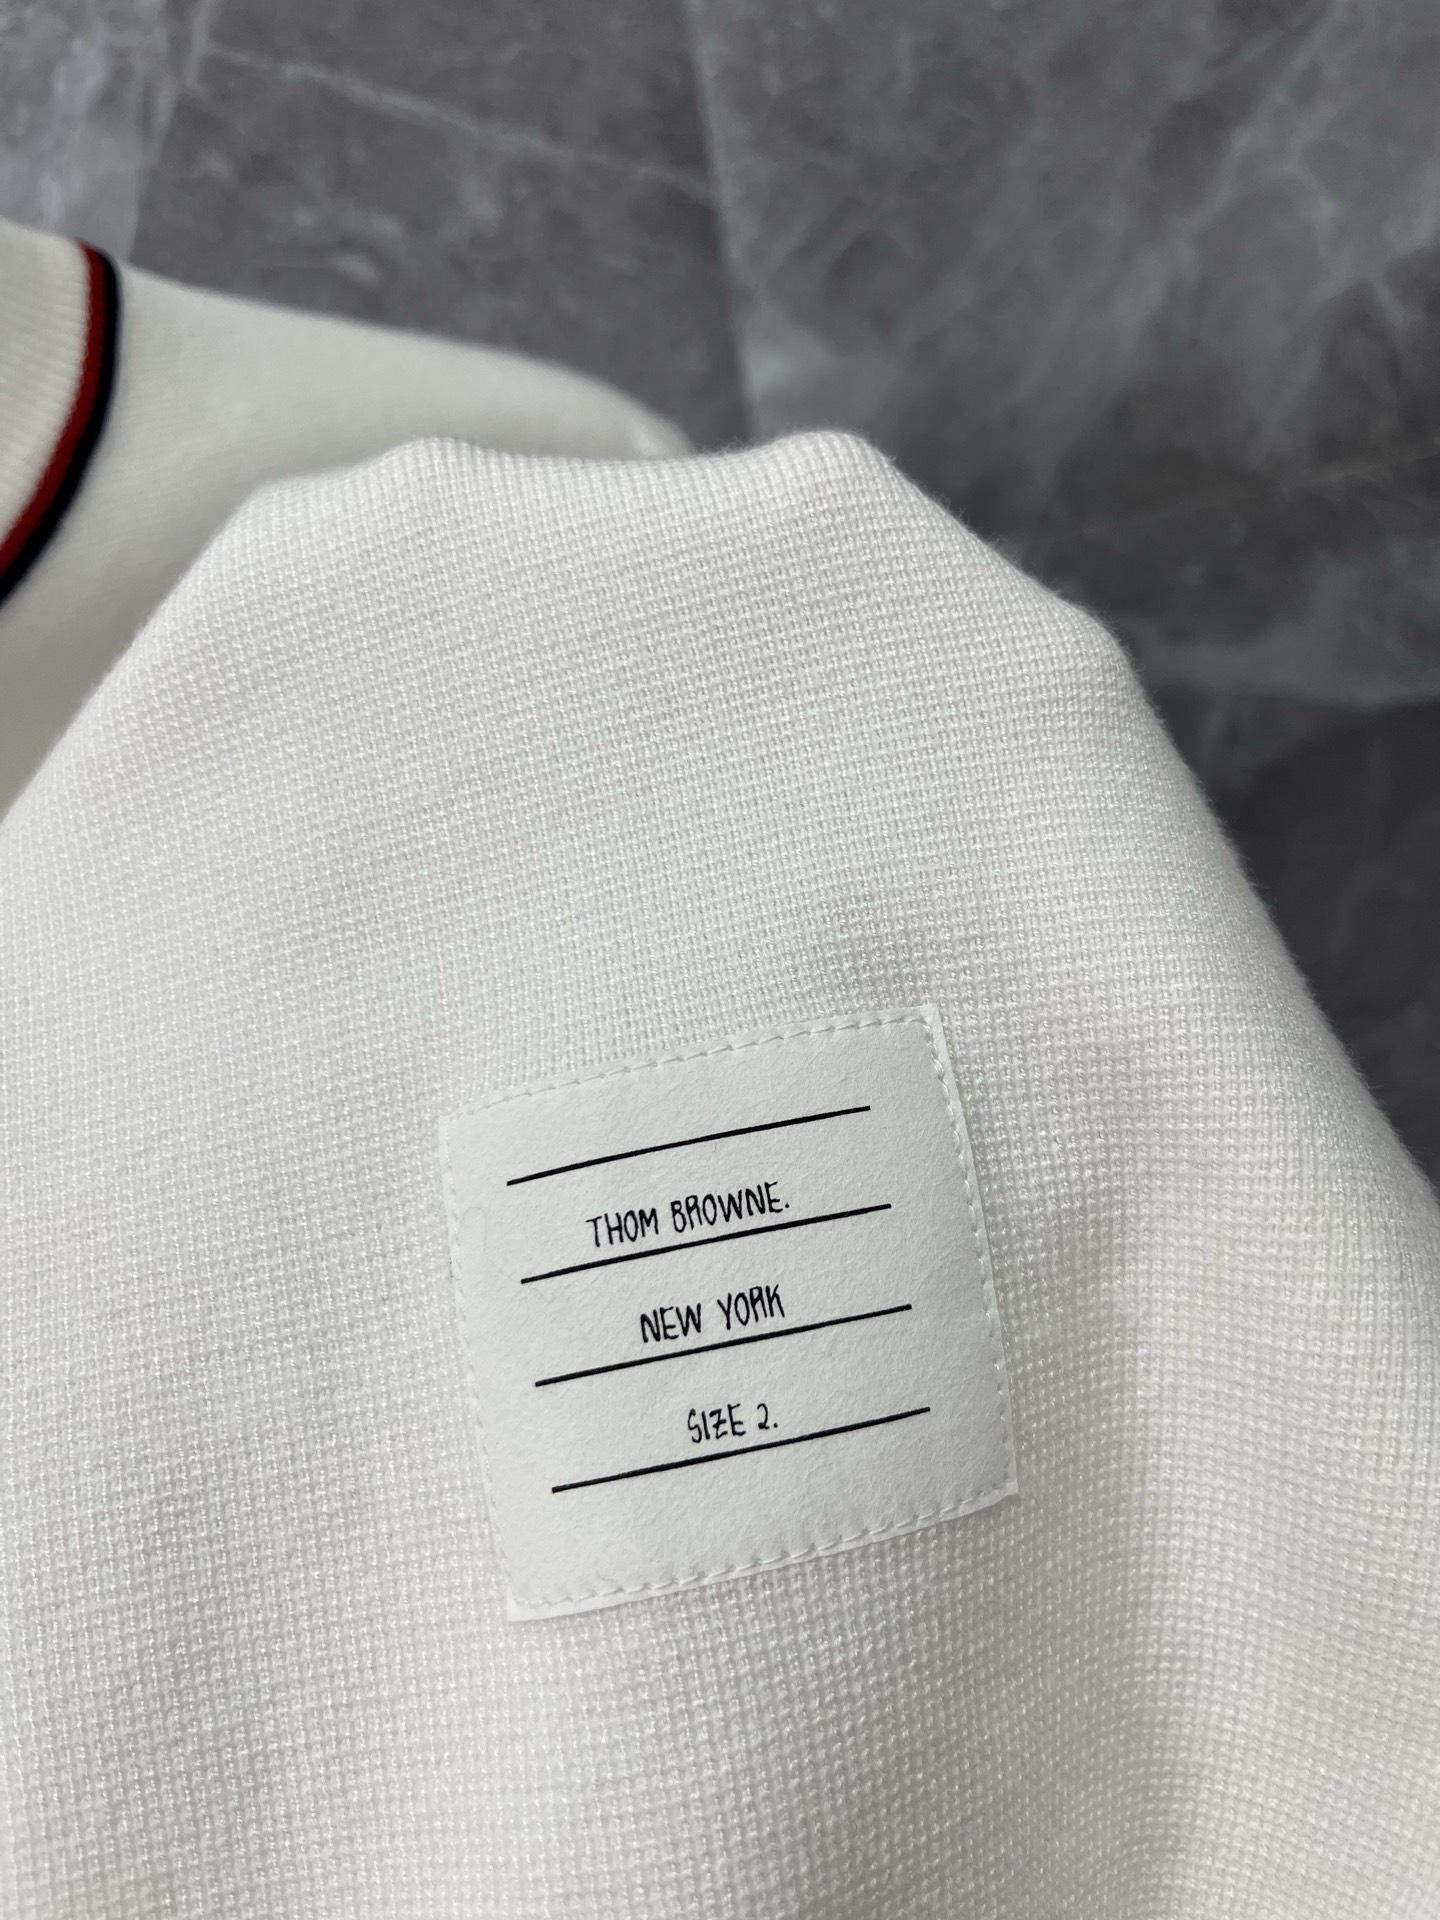 THOM BROWNE.
NEW YORK
SIZE 2.